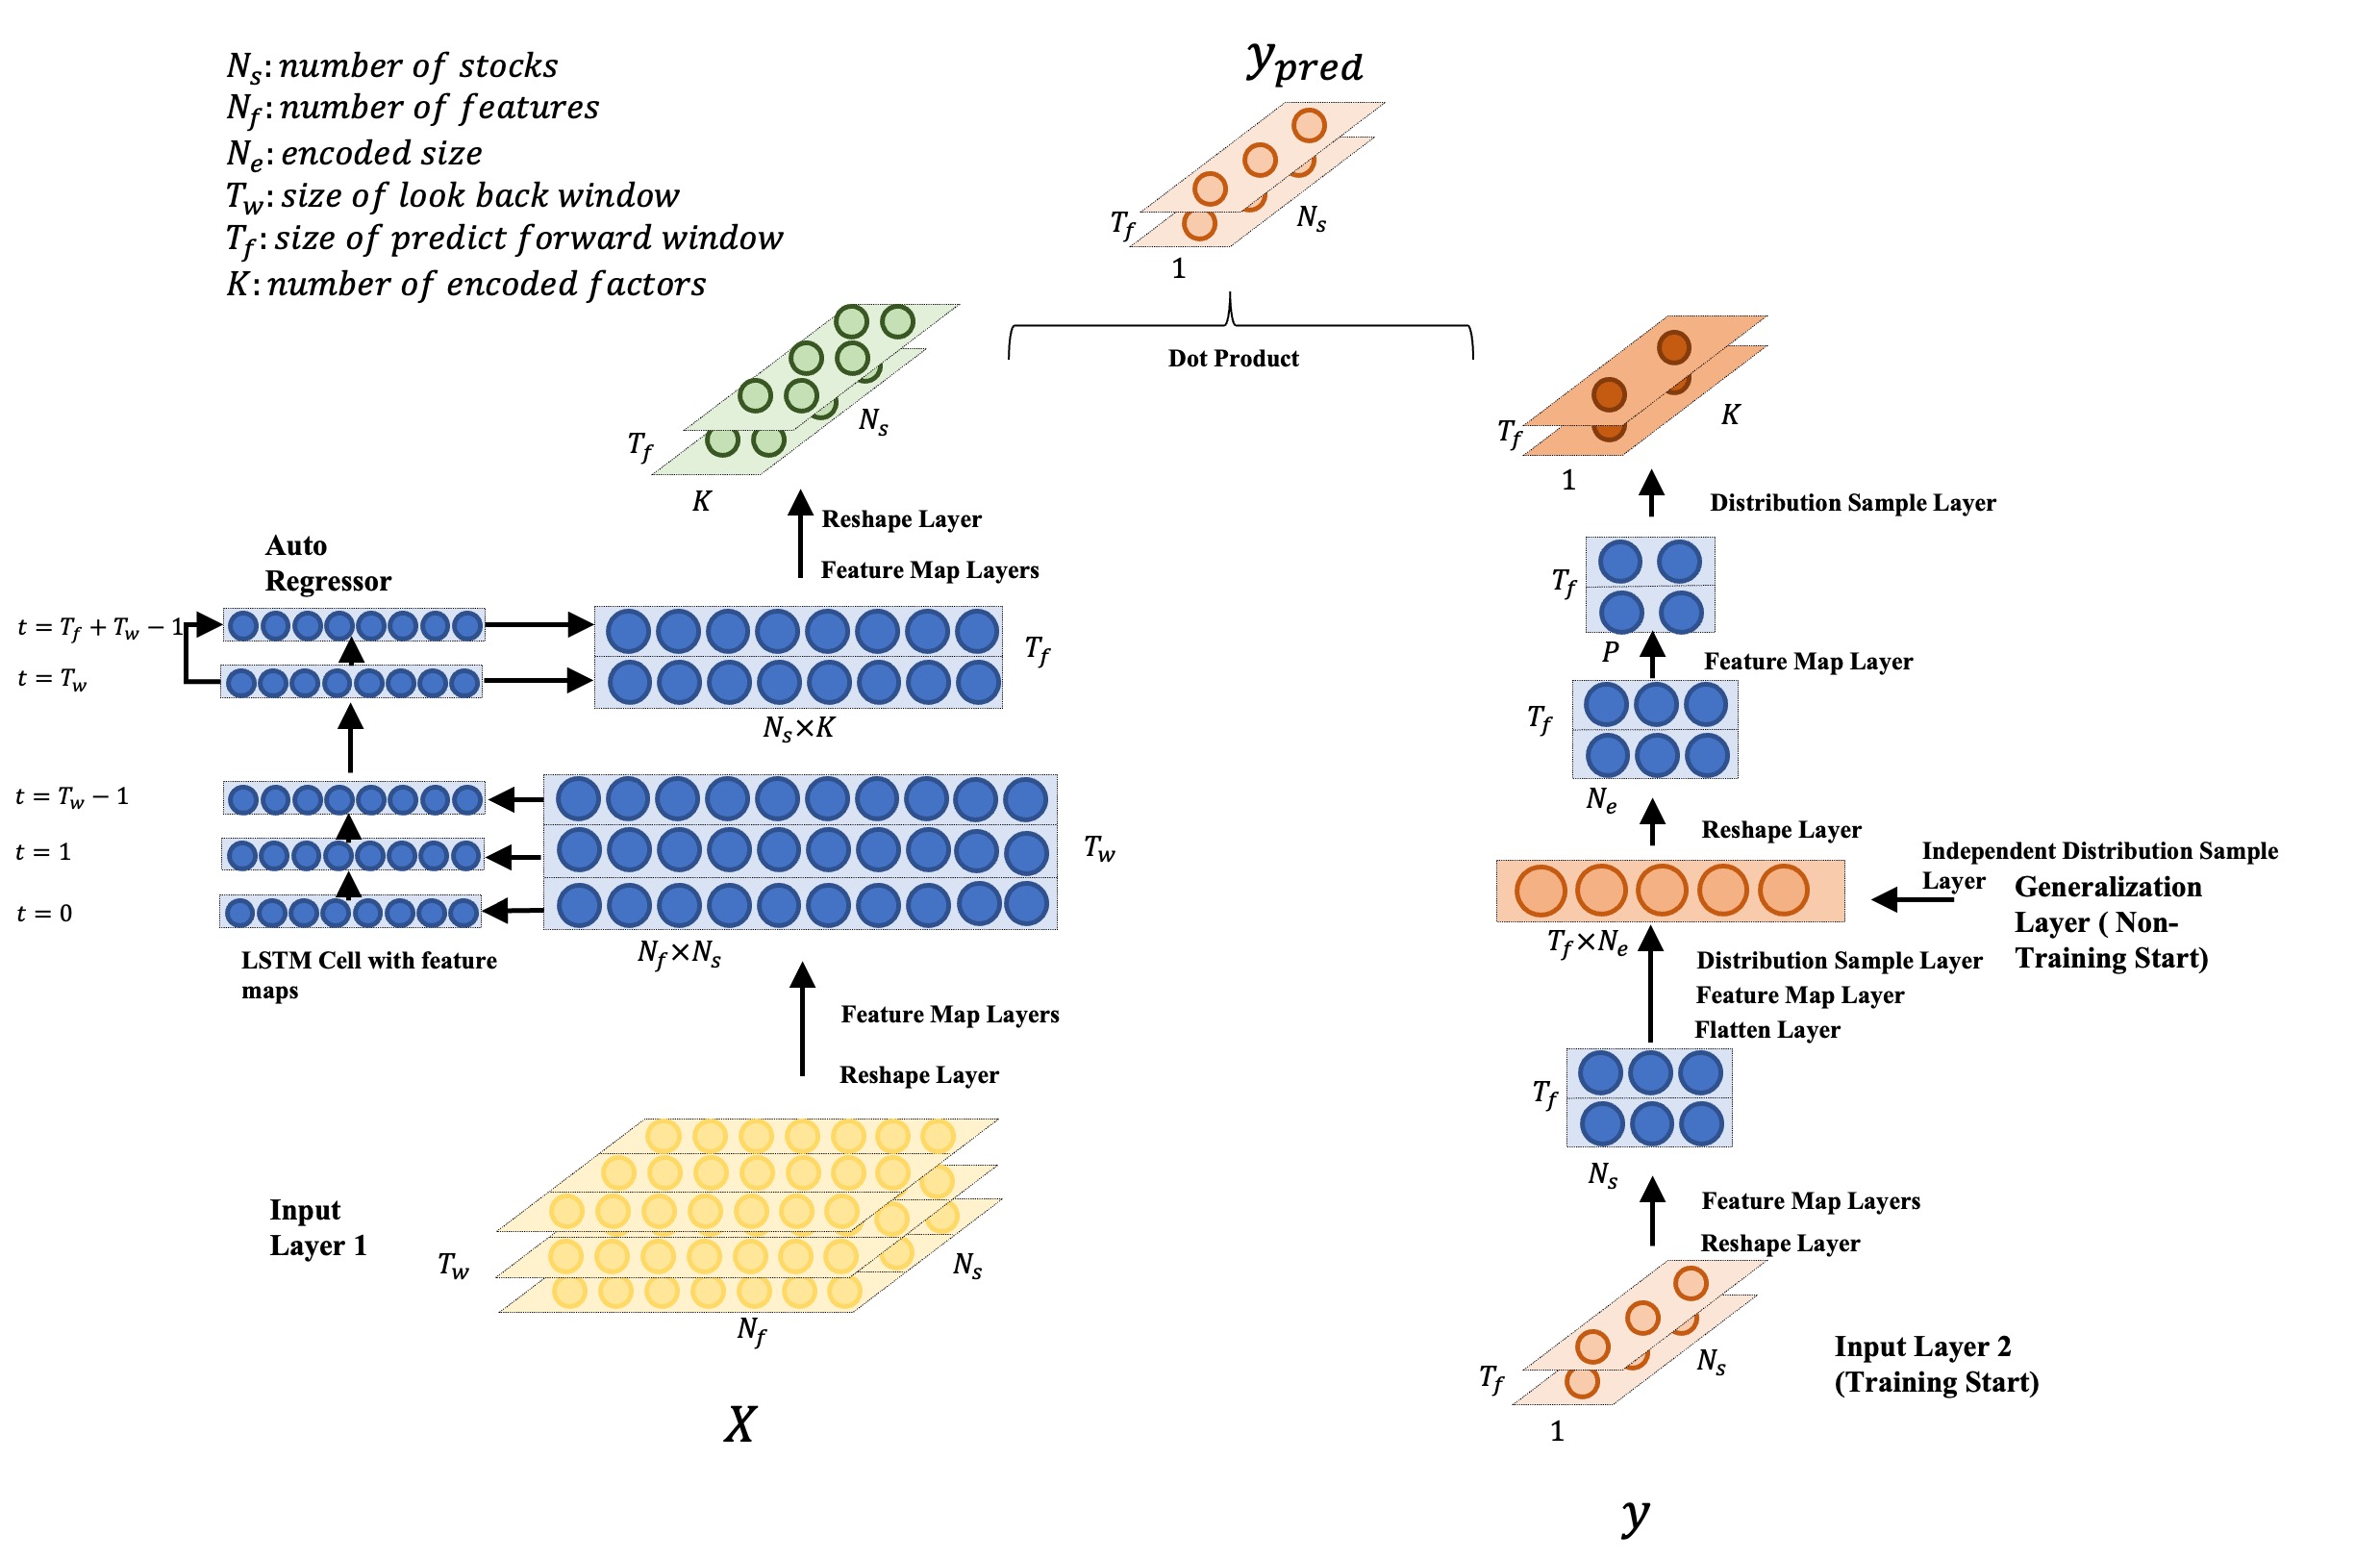 N_s: number of stocks
N_f: number of features
N_e: encoded size
T_w: size of look back window
T_f: size of predict forward window
K: number of encoded factors
y_pred
T_f
N_s
1
Dot Product
T_f
N_s
K
T_f
K
1
Reshape Layer
Feature Map Layers
Distribution Sample Layer
Auto
Regressor
t = T_f + T_w − 1
t = T_w
T_f
N_s×K
T_f
P
Feature Map Layer
T_f
N_e
t = T_w − 1
t = 1
t = 0
T_w
N_f×N_s
LSTM Cell with feature
maps
Reshape Layer
Independent Distribution Sample
Layer
Generalization
Layer ( Non-
Training Start)
T_f×N_e
Distribution Sample Layer
Feature Map Layer
Flatten Layer
Feature Map Layers
Reshape Layer
T_f
N_s
Feature Map Layers
Reshape Layer
Input
Layer 1
T_w
N_s
N_f
X
T_f
N_s
1
Input Layer 2
(Training Start)
y